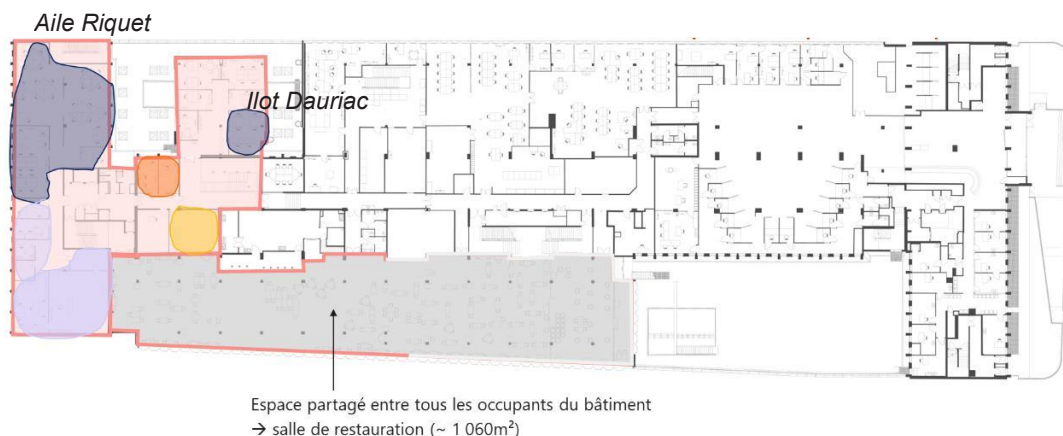 Aile Riquet
Ilot Dauriac
Espace partagé entre tous les occupants du bâtiment
→ salle de restauration (~ 1 060m²)